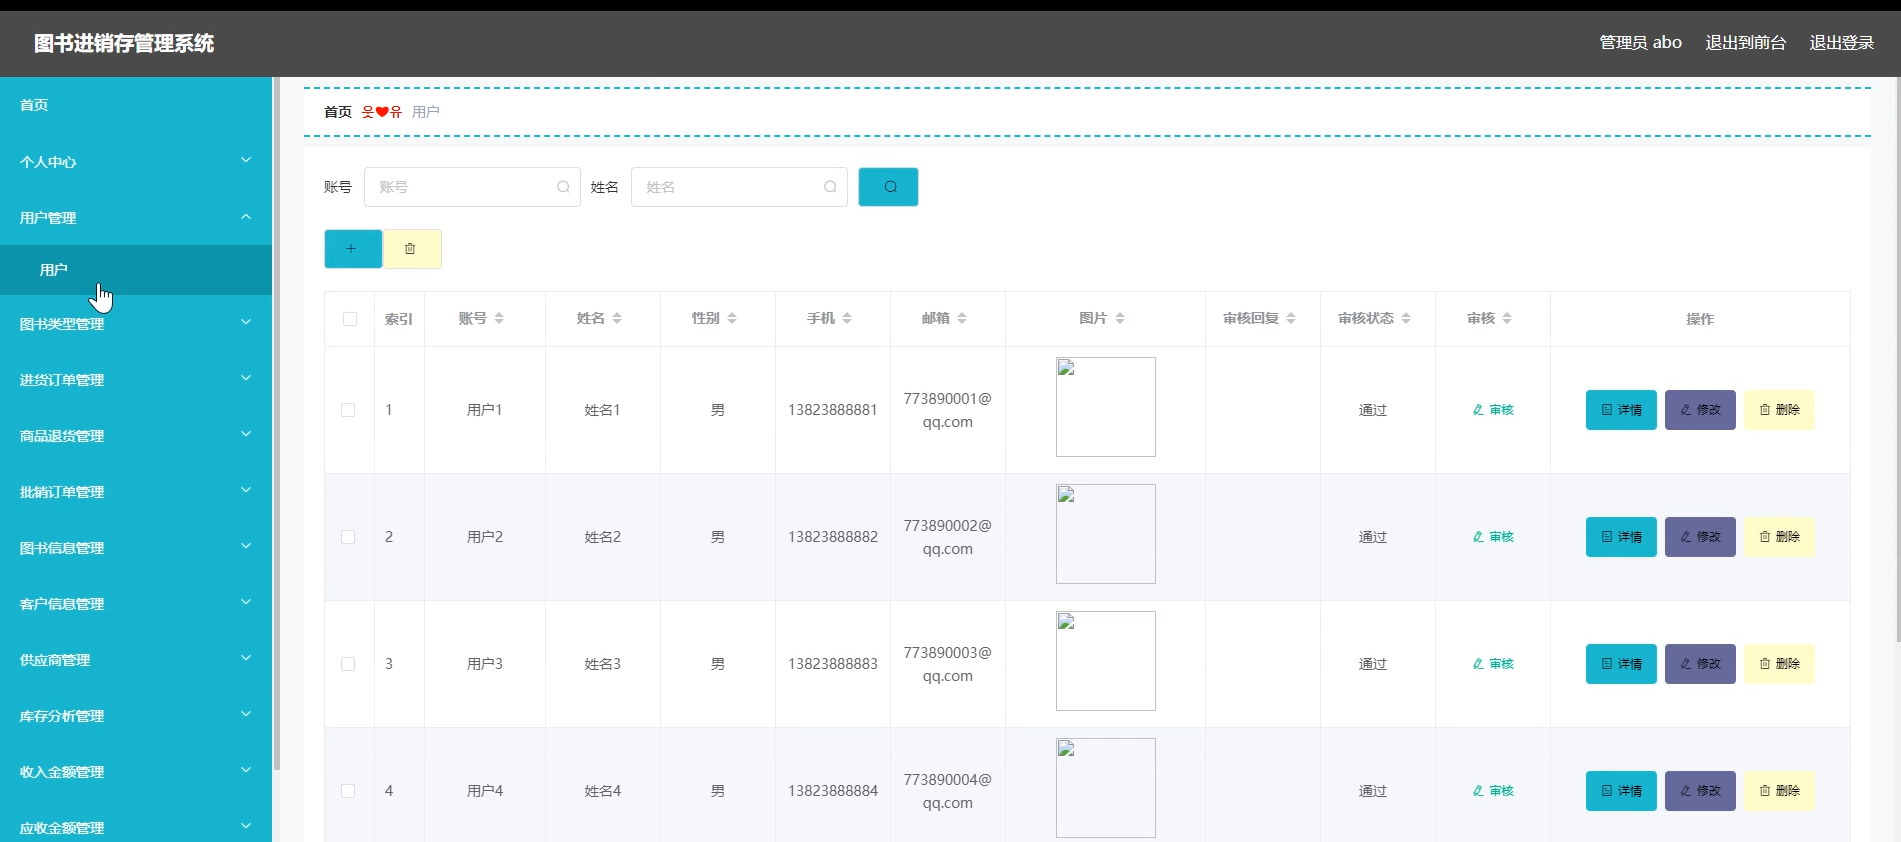 图书进销存管理系统
管理员 abo 退出到前台 退出登录
首页
个人中心
用户管理
用户
图书类型管理
进货订单管理
商品退货管理
批销订单管理
图书信息管理
客户信息管理
供应商管理
库存分析管理
收入金额管理
应收金额管理
首页 웃❤유 用户
账号 账号 姓名 姓名
索引 账号 姓名 性别 手机 邮箱 图片 审核回复 审核状态 审核 操作
1 用户1 姓名1 男 13823888881 773890001@
qq.com 通过 审核 详情 修改 删除
2 用户2 姓名2 男 13823888882 773890002@
qq.com 通过 审核 详情 修改 删除
3 用户3 姓名3 男 13823888883 773890003@
qq.com 通过 审核 详情 修改 删除
4 用户4 姓名4 男 13823888884 773890004@
qq.com 通过 审核 详情 修改 删除